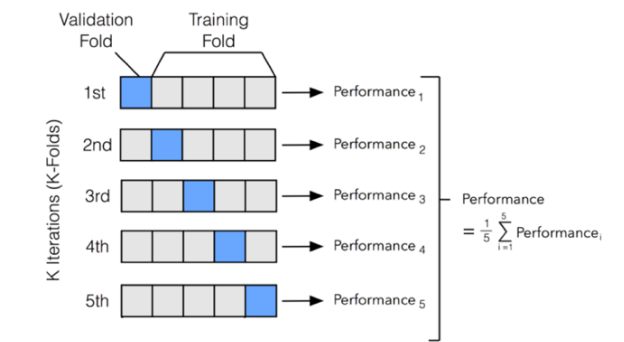 Validation
Fold
Training
Fold
K Iterations (K-Folds)
1st
Performance 1
2nd
Performance 2
3rd
Performance 3
4th
Performance 4
5th
Performance 5
Performance
= 1/5 5 ∑ i=1 Performance i